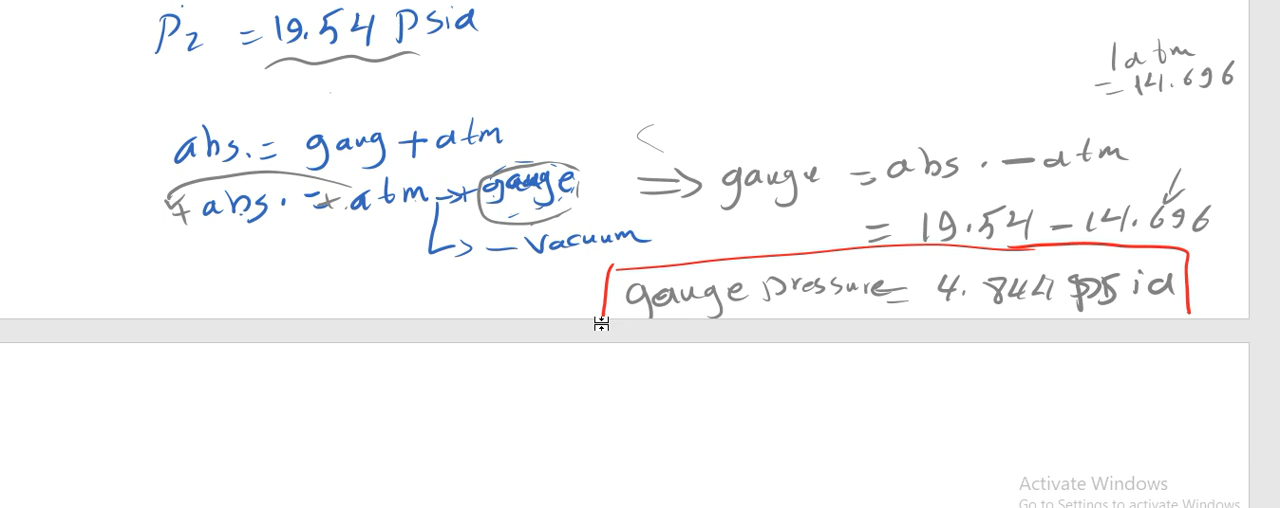 P2 = 19.54 Psia
1 atm
= 14.696
abs. = gaug + atm
+ abs. = + atm → + gauge
↳ - Vacuum
⇒ gauge = abs. - atm
= 19.54 - 14.696
gauge pressure = 4.844 psia
Activate Windows
Go to Settings to activate Windows.